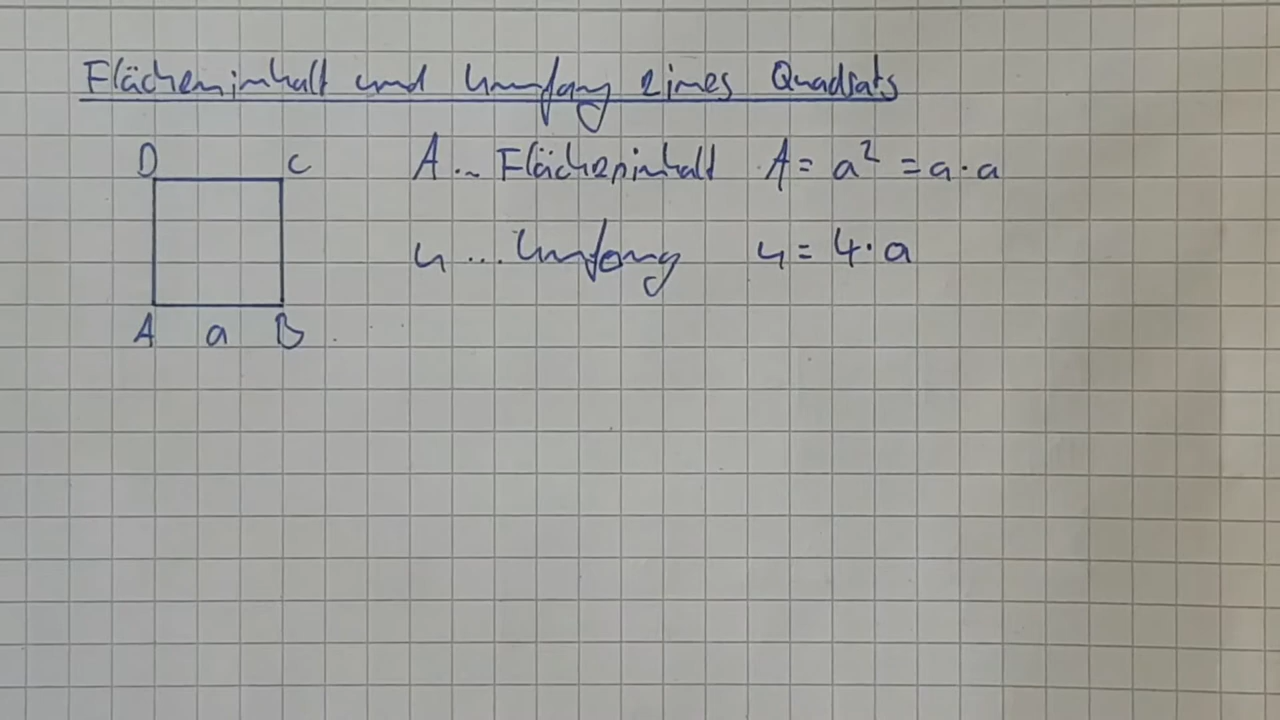 Flächeninhalt und Umfang eines Quadrats
D C
A ... Flächeninhalt A = a² = a · a
u ... Umfang u = 4 · a
A a B